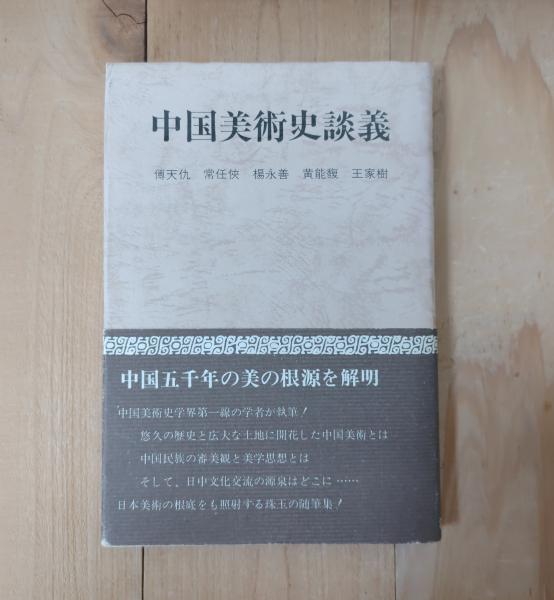 中国美術史談義
傅天仇　常任俠　楊永善　黄能馥　王家樹
中国五千年の美の根源を解明
中国美術史学界第一線の学者が執筆！
悠久の歴史と広大な土地に開花した中国美術とは
中国民族の審美観と美学思想とは
そして、日中文化交流の源泉はどこに……
日本美術の根底をも照射する珠玉の随筆集！